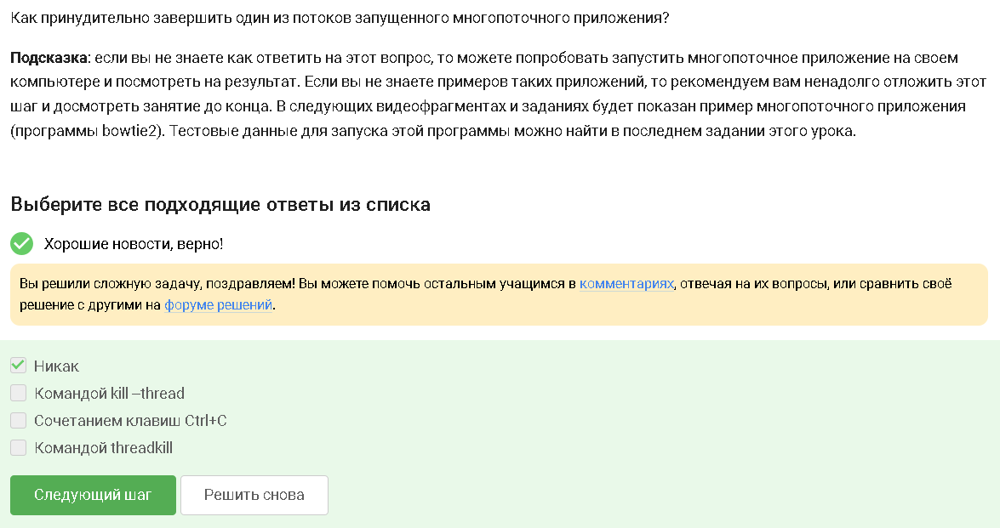 Как принудительно завершить один из потоков запущенного многопоточного приложения?
Подсказка: если вы не знаете как ответить на этот вопрос, то можете попробовать запустить многопоточное приложение на своем
компьютере и посмотреть на результат. Если вы не знаете примеров таких приложений, то рекомендуем вам ненадолго отложить этот
шаг и досмотреть занятие до конца. В следующих видеофрагментах и заданиях будет показан пример многопоточного приложения
(программы bowtie2). Тестовые данные для запуска этой программы можно найти в последнем задании этого урока.
Выберите все подходящие ответы из списка
Хорошие новости, верно!
Вы решили сложную задачу, поздравляем! Вы можете помочь остальным учащимся в комментариях, отвечая на их вопросы, или сравнить своё
решение с другими на форуме решений.
Никак
Командой kill –thread
Сочетанием клавиш Ctrl+C
Командой threadkill
Следующий шаг
Решить снова